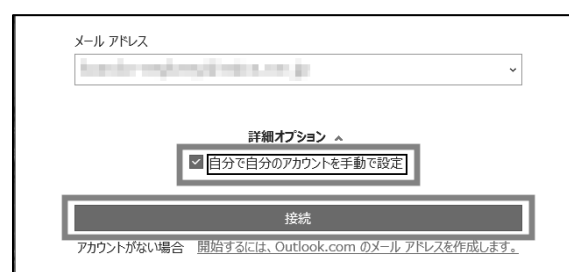 メール アドレス
詳細オプション ^
自分で自分のアカウントを手動で設定
接続
アカウントがない場合 開始するには、Outlook.com のメール アドレスを作成します。